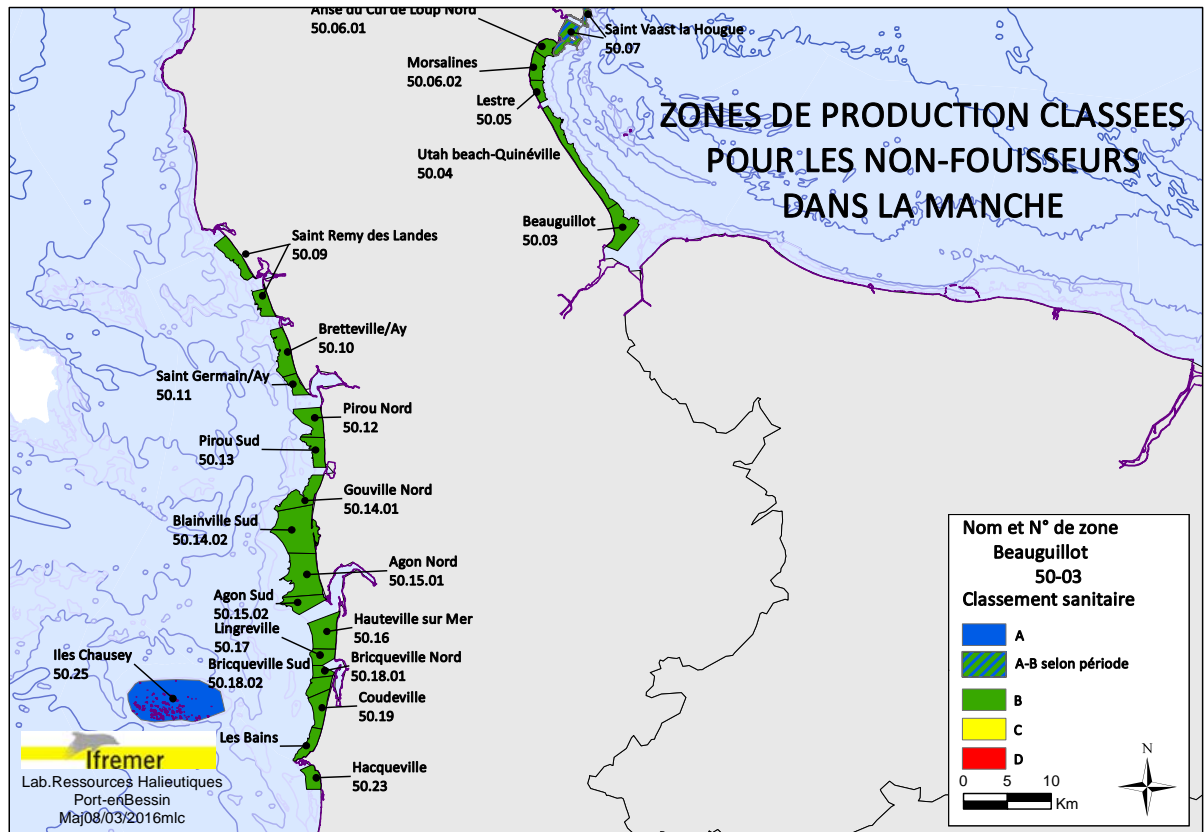 Anse du Cul de Loup Nord
50.06.01
Saint Vaast la Hougue
50.07
Morsalines
50.06.02
Lestre
50.05
ZONES DE PRODUCTION CLASSEES
POUR LES NON-FOUISSEURS
DANS LA MANCHE
Utah beach-Quinéville
50.04
Beauguillot
50.03
Saint Remy des Landes
50.09
Bretteville/Ay
50.10
Saint Germain/Ay
50.11
Pirou Nord
50.12
Pirou Sud
50.13
Gouville Nord
50.14.01
Blainville Sud
50.14.02
Agon Nord
50.15.01
Agon Sud
50.15.02
Hauteville sur Mer
50.16
Lingreville
50.17
Bricqueville Nord
50.18.01
Bricqueville Sud
50.18.02
Iles Chausey
50.25
Coudeville
50.19
Les Bains
Hacqueville
50.23
Ifremer
Lab.Ressources Halieutiques
Port-enBessin
Maj08/03/2016mlc
Nom et N° de zone
Beauguillot
50-03
Classement sanitaire
A
A-B selon période
B
C
D
N
0 5 10
Km